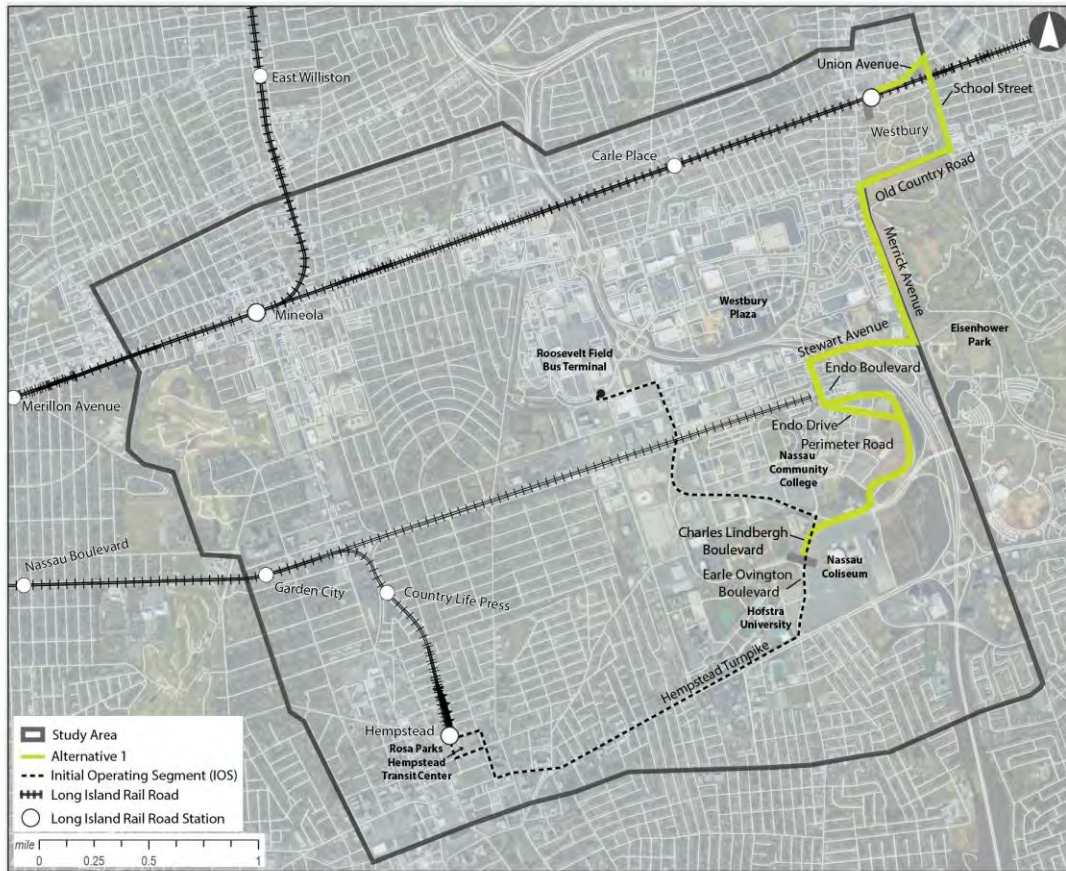 Union Avenue
East Williston
School Street
Westbury
Carle Place
Old Country Road
Merrick Avenue
Mineola
Westbury
Plaza
Stewart Avenue
Eisenhower
Park
Roosevelt Field
Bus Terminal
Endo Boulevard
Merillon Avenue
Endo Drive
Perimeter Road
Nassau
Community
College
Charles Lindbergh
Boulevard
Nassau Boulevard
Nassau
Coliseum
Earle Ovington
Boulevard
Garden City
Country Life Press
Hofstra
University
Hempstead Turnpike
Hempstead
Rosa Parks
Hempstead
Transit Center
Study Area
Alternative 1
Initial Operating Segment (IOS)
Long Island Rail Road
Long Island Rail Road Station
mile
0 0.25 0.5 1